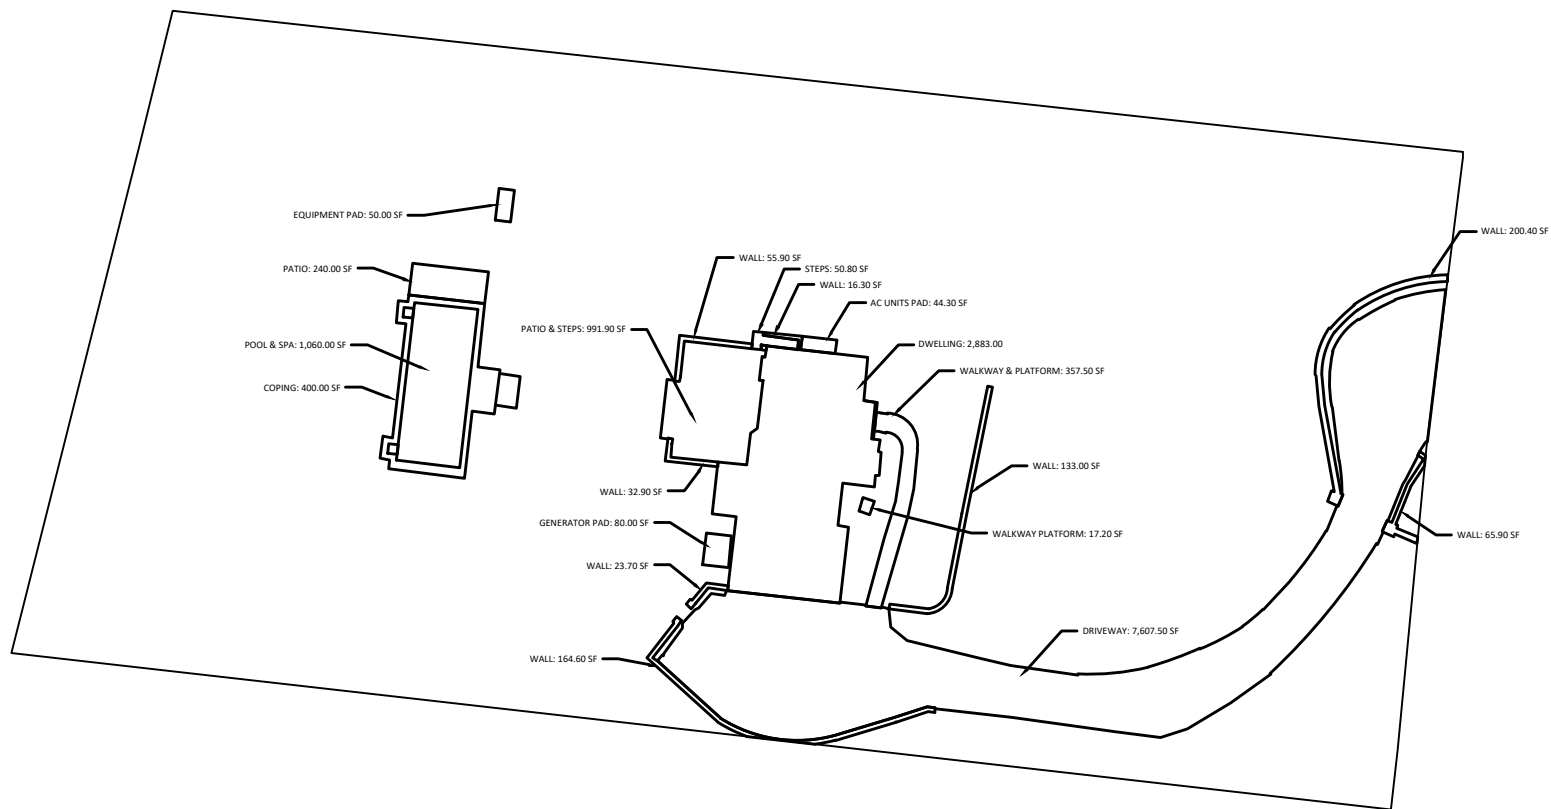 EQUIPMENT PAD: 50.00 SF
WALL: 200.40 SF
WALL: 55.90 SF
PATIO: 240.00 SF
STEPS: 50.80 SF
WALL: 16.30 SF
AC UNITS PAD: 44.30 SF
PATIO & STEPS: 991.90 SF
POOL & SPA: 1,060.00 SF
DWELLING: 2,883.00
WALKWAY & PLATFORM: 357.50 SF
COPING: 400.00 SF
WALL: 133.00 SF
WALL: 32.90 SF
GENERATOR PAD: 80.00 SF
WALKWAY PLATFORM: 17.20 SF
WALL: 65.90 SF
WALL: 23.70 SF
DRIVEWAY: 7,607.50 SF
WALL: 164.60 SF